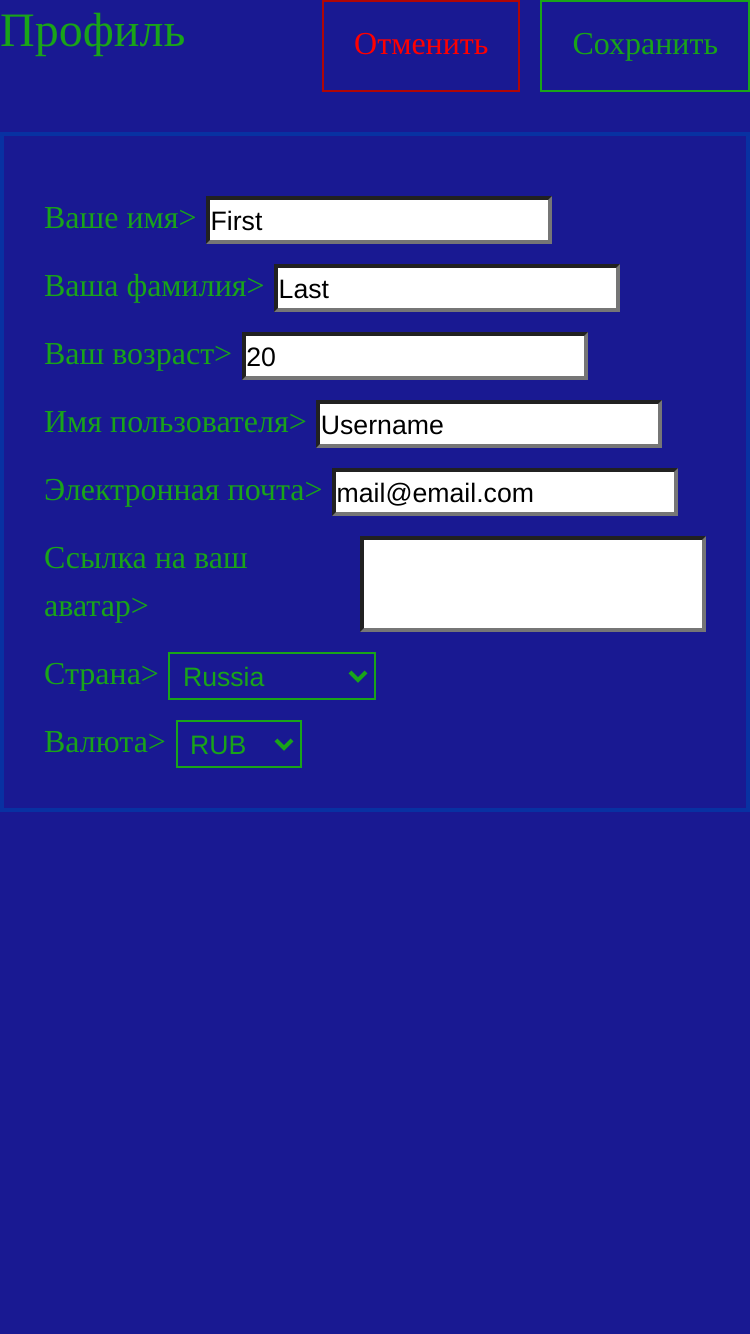 Профиль
Отменить
Сохранить
Ваше имя> First
Ваша фамилия> Last
Ваш возраст> 20
Имя пользователя> Username
Электронная почта> mail@email.com
Ссылка на ваш
аватар>
Страна> Russia
Валюта> RUB